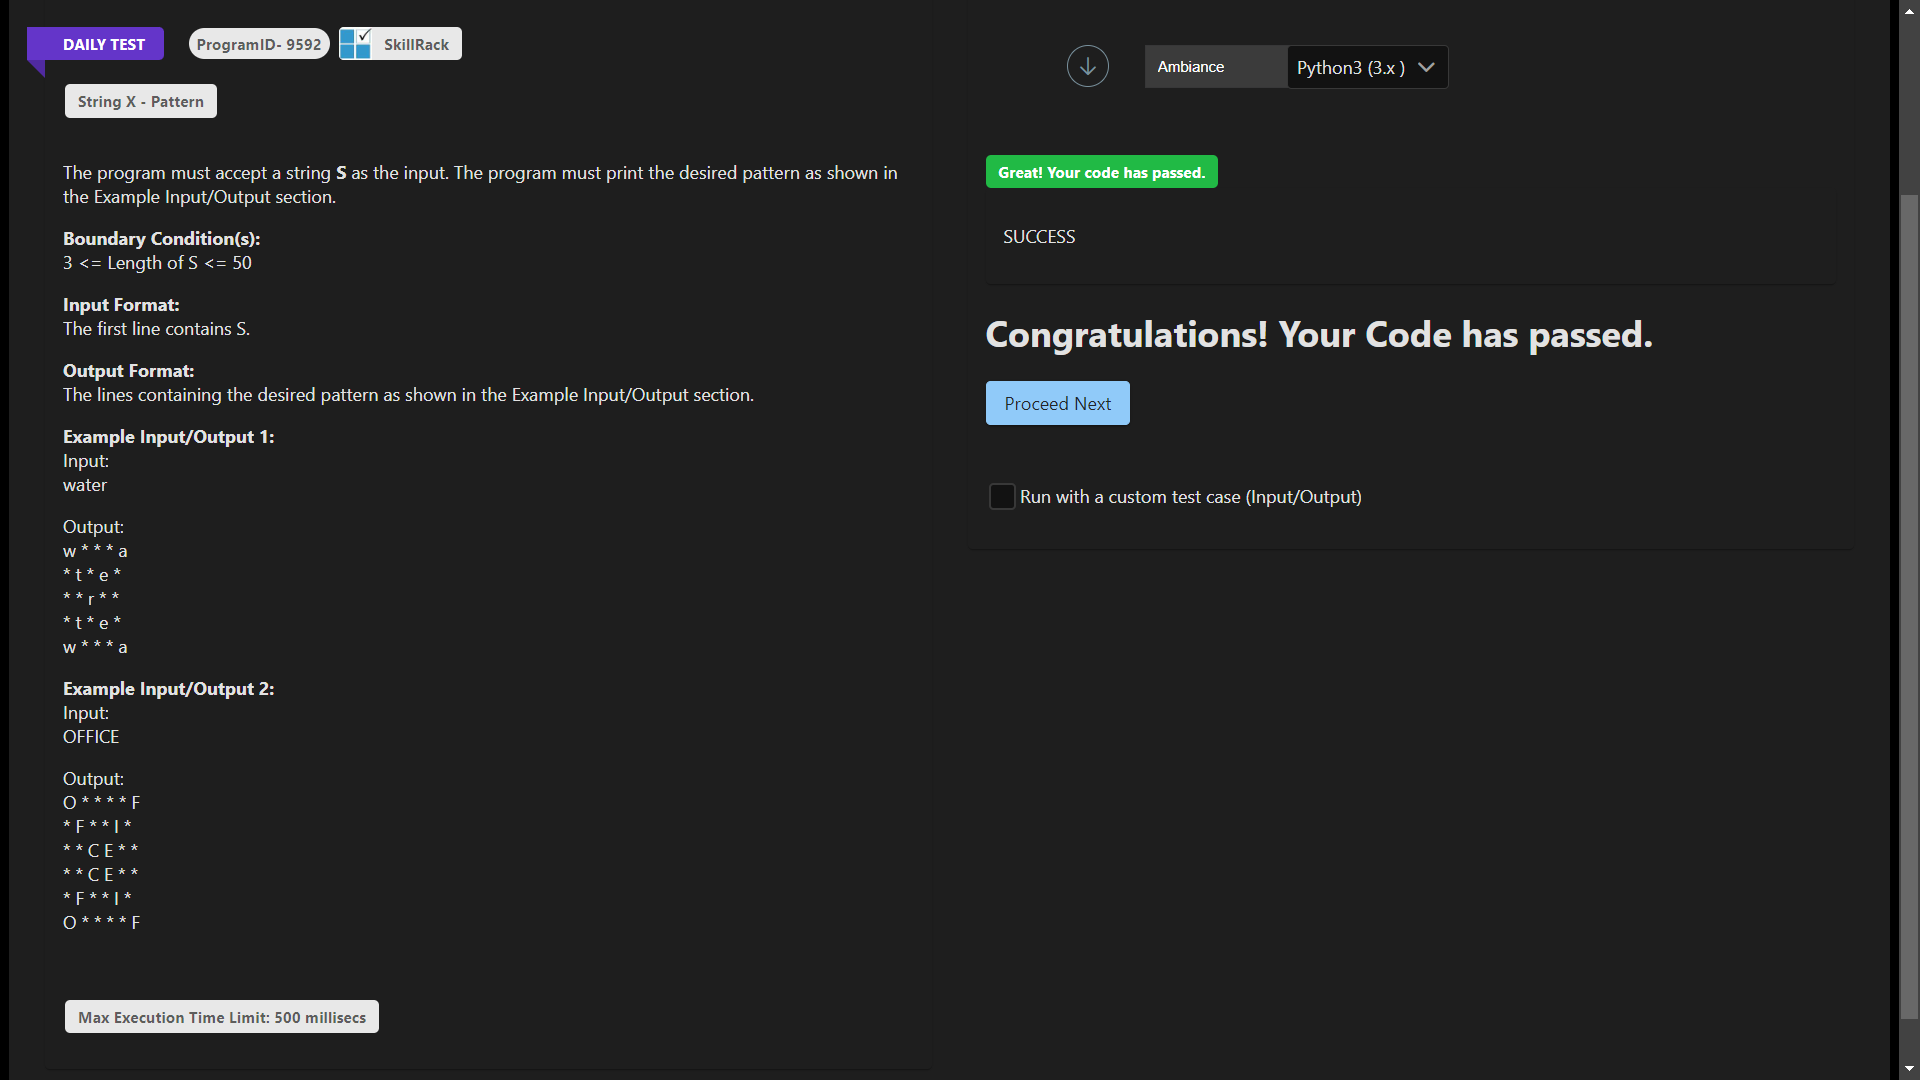 DAILY TEST
ProgramID- 9592
SkillRack
String X - Pattern
The program must accept a string S as the input. The program must print the desired pattern as shown in
the Example Input/Output section.
Boundary Condition(s):
3 <= Length of S <= 50
Input Format:
The first line contains S.
Output Format:
The lines containing the desired pattern as shown in the Example Input/Output section.
Example Input/Output 1:
Input:
water
Output:
w * * * a
* t * e *
* * r * *
* t * e *
w * * * a
Example Input/Output 2:
Input:
OFFICE
Output:
O * * * * F
* F * * I *
* * C E * *
* * C E * *
* F * * I *
O * * * * F
Max Execution Time Limit: 500 millisecs
Ambiance
Python3 (3.x )
Great! Your code has passed.
SUCCESS
Congratulations! Your Code has passed.
Proceed Next
Run with a custom test case (Input/Output)